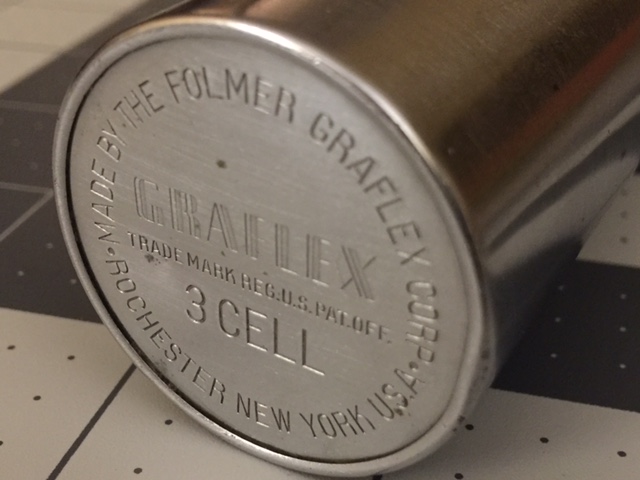 MADE BY THE FOLMER GRAFLEX CORP.
GRAFLEX
TRADE MARK REG. U.S. PAT. OFF.
3 CELL
ROCHESTER NEW YORK U.S.A.